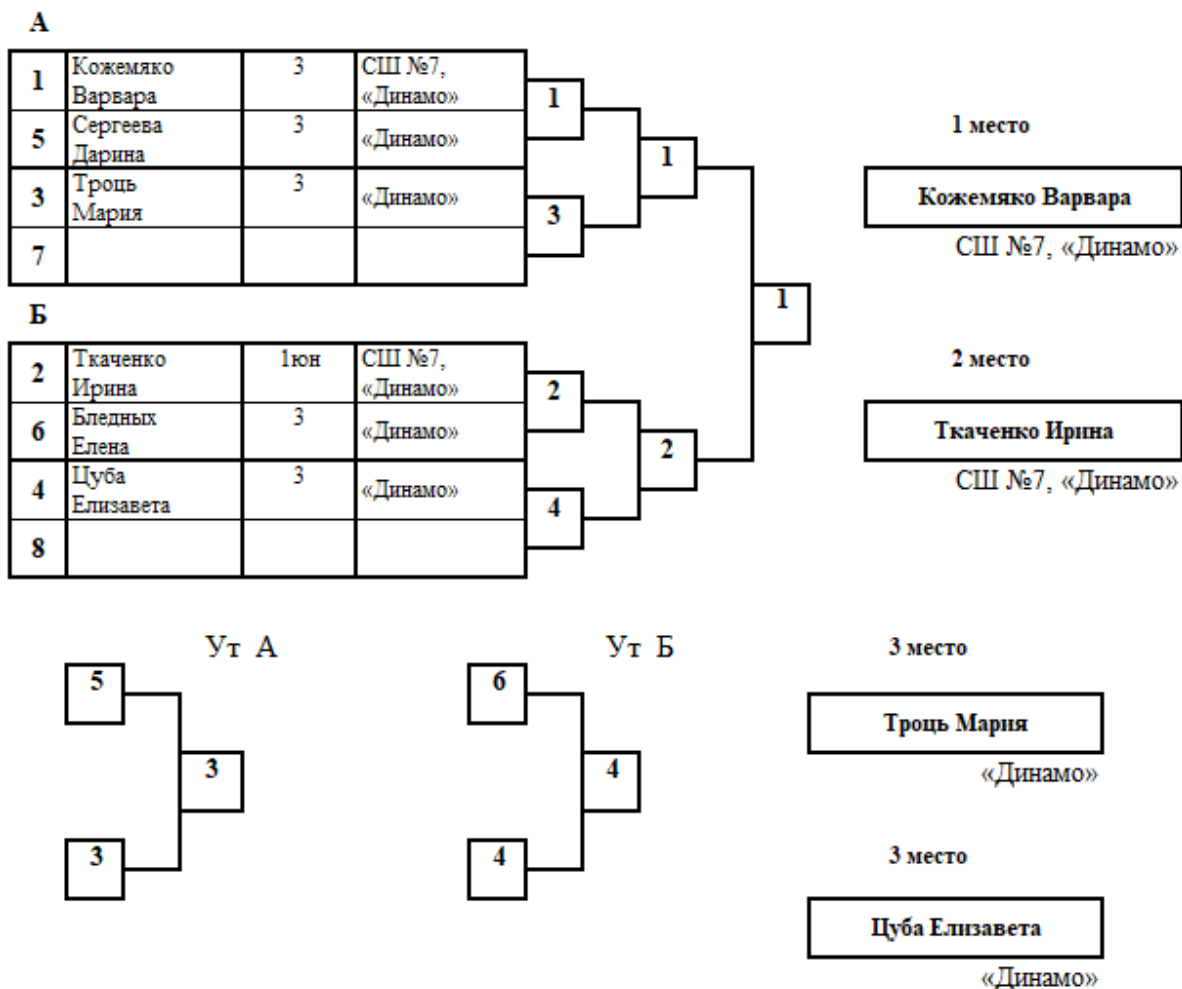 А
1 Кожемяко Варвара 3 СШ №7, «Динамо»
5 Сергеева Дарина 3 «Динамо»
3 Троць Мария 3 «Динамо»
7
1
3
1
1 место
Кожемяко Варвара
СШ №7, «Динамо»
1
Б
2 Ткаченко Ирина 1юн СШ №7, «Динамо»
6 Бледных Елена 3 «Динамо»
4 Цуба Елизавета 3 «Динамо»
8
2
4
2
2 место
Ткаченко Ирина
СШ №7, «Динамо»
Ут А
5
3
3
Ут Б
6
4
4
3 место
Троць Мария
«Динамо»
3 место
Цуба Елизавета
«Динамо»